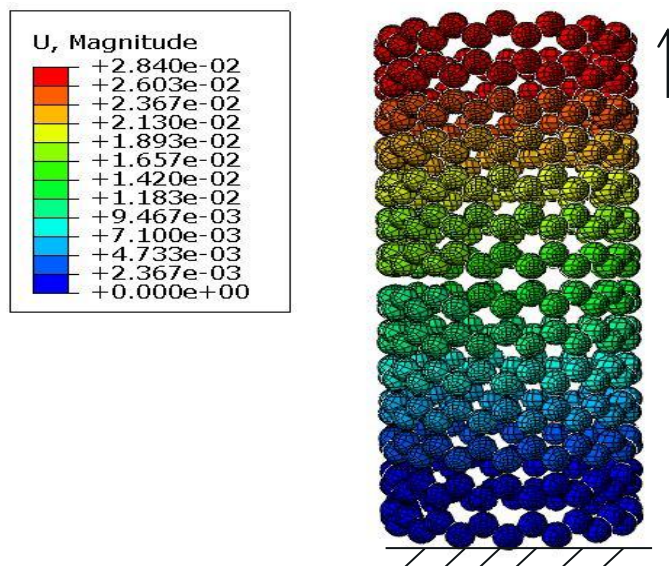 U, Magnitude
+2.840e-02
+2.603e-02
+2.367e-02
+2.130e-02
+1.893e-02
+1.657e-02
+1.420e-02
+1.183e-02
+9.467e-03
+7.100e-03
+4.733e-03
+2.367e-03
+0.000e+00